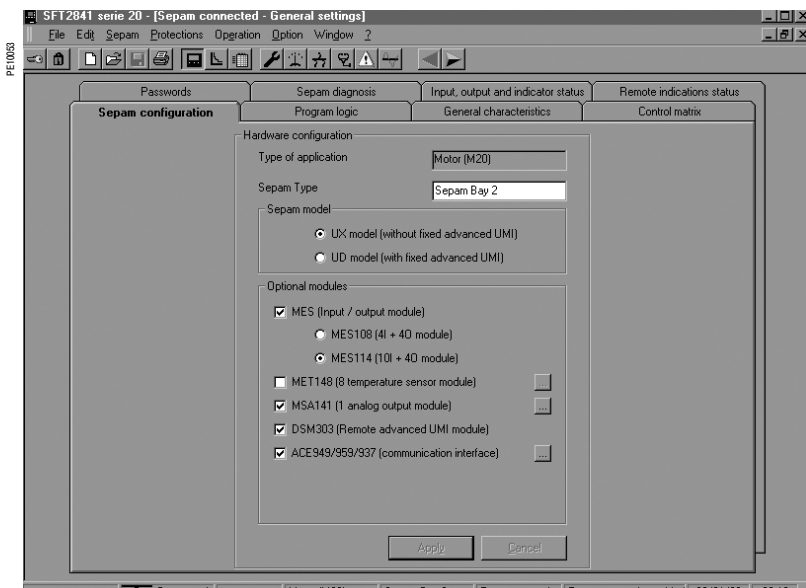 SFT2841 serie 20 - [Sepam connected - General settings]
File Edit Sepam Protections Operation Option Window ?
PE10053
Passwords Sepam diagnosis Input, output and indicator status Remote indications status
Sepam configuration Program logic General characteristics Control matrix
Hardware configuration
Type of application Motor (M20)
Sepam Type Sepam Bay 2
Sepam model
UX model (without fixed advanced UMI)
UD model (with fixed advanced UMI)
Optional modules
MES (Input / output module)
MES108 (4I + 4O module)
MES114 (10I + 4O module)
MET148 (8 temperature sensor module) ...
MSA141 (1 analog output module) ...
DSM303 (Remote advanced UMI module)
ACE949/959/937 (communication interface) ...
Apply Cancel